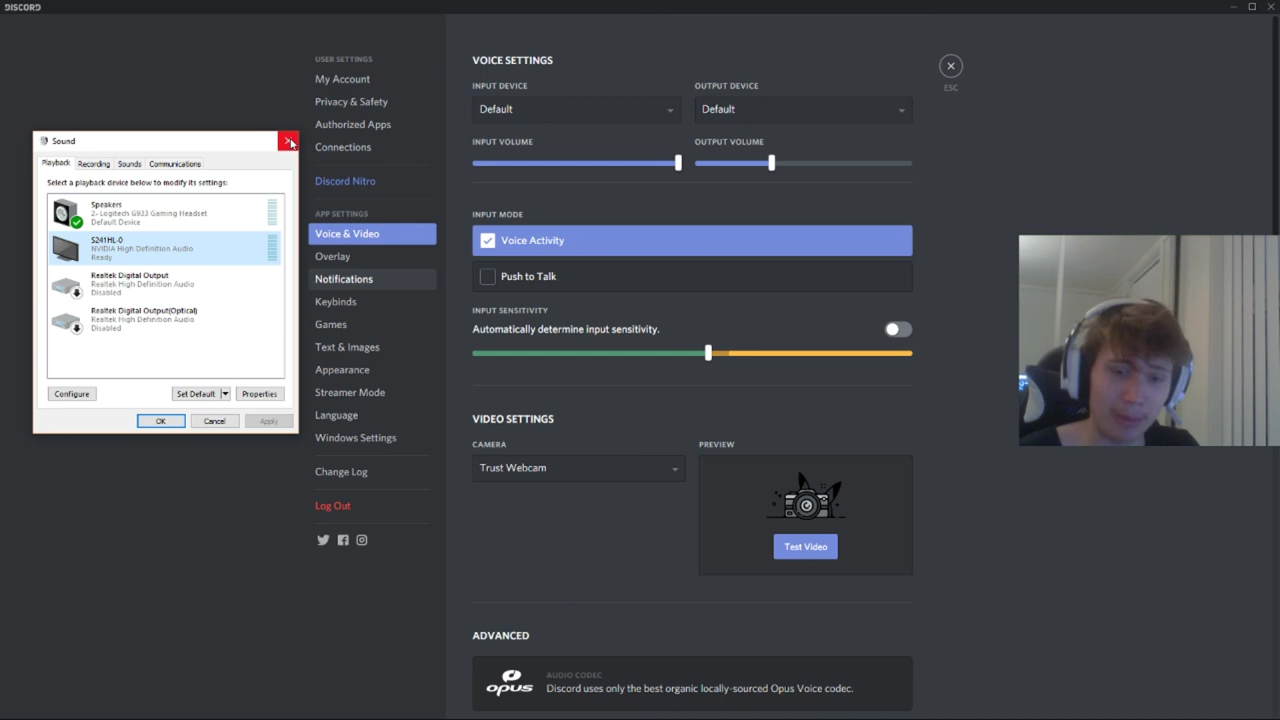 DISCORD
Sound
Playback Recording Sounds Communications
Select a playback device below to modify its settings:
Speakers
2- Logitech G933 Gaming Headset
Default Device
S241HL-0
NVIDIA High Definition Audio
Ready
Realtek Digital Output
Realtek High Definition Audio
Disabled
Realtek Digital Output(Optical)
Realtek High Definition Audio
Disabled
Configure Set Default Properties
OK Cancel Apply
USER SETTINGS
My Account
Privacy & Safety
Authorized Apps
Connections
Discord Nitro
APP SETTINGS
Voice & Video
Overlay
Notifications
Keybinds
Games
Text & Images
Appearance
Streamer Mode
Language
Windows Settings
Change Log
Log Out
VOICE SETTINGS
INPUT DEVICE OUTPUT DEVICE
Default Default
INPUT VOLUME OUTPUT VOLUME
INPUT MODE
Voice Activity
Push to Talk
INPUT SENSITIVITY
Automatically determine input sensitivity.
VIDEO SETTINGS
CAMERA PREVIEW
Trust Webcam
Test Video
ADVANCED
opus
AUDIO CODEC
Discord uses only the best organic locally-sourced Opus Voice codec.
ESC